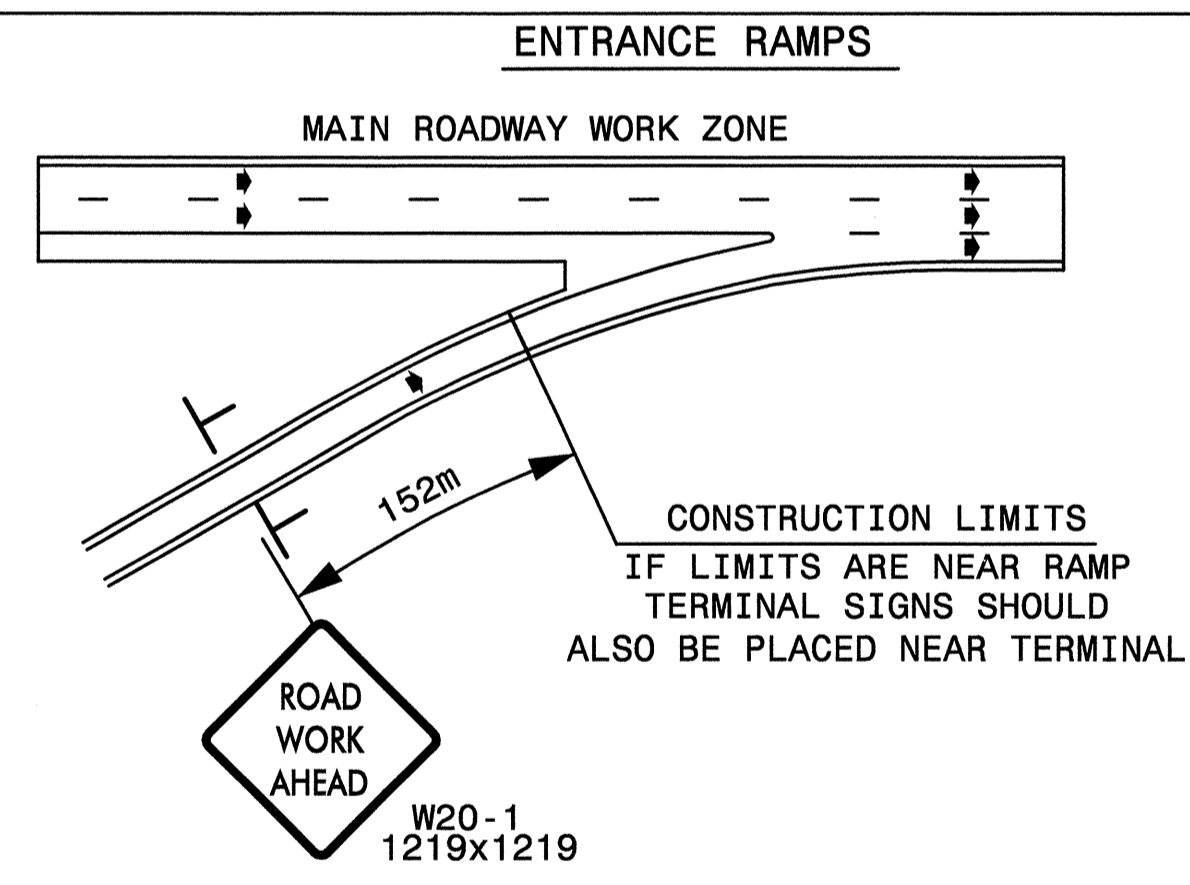 ENTRANCE RAMPS
MAIN ROADWAY WORK ZONE
152m
CONSTRUCTION LIMITS
IF LIMITS ARE NEAR RAMP
TERMINAL SIGNS SHOULD
ALSO BE PLACED NEAR TERMINAL
ROAD
WORK
AHEAD
W20-1
1219x1219